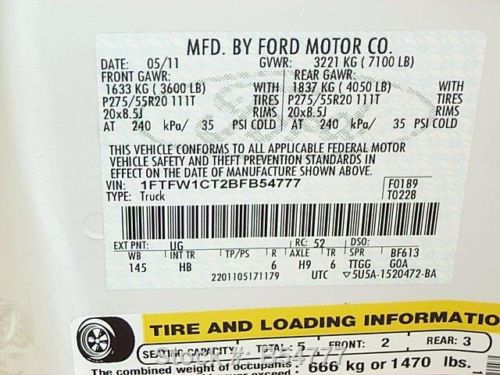 MFD. BY FORD MOTOR CO.
DATE: 05/11 GVWR: 3221 KG ( 7100 LB)
FRONT GAWR: REAR GAWR:
1633 KG ( 3600 LB) WITH 1837 KG ( 4050 LB) WITH
P275/55R20 111T TIRES P275/55R20 111T TIRES
20x8.5J RIMS 20x8.5J RIMS
AT 240 kPa/ 35 PSI COLD AT 240 kPa/ 35 PSI COLD
THIS VEHICLE CONFORMS TO ALL APPLICABLE FEDERAL MOTOR
VEHICLE SAFETY AND THEFT PREVENTION STANDARDS IN
EFFECT ON THE DATE OF MANUFACTURE SHOWN ABOVE.
VIN: 1FTFW1CT2BFB54777 F0189
TYPE: Truck T0228
EXT PNT: UG RC: 52 DSO:
WB INT TR TP/PS R AXLE TR SPR BF613
145 HB 6 H9 6 TTGG GOA
2201105171179 UTC ▽5U5A-1520472-BA
TIRE AND LOADING INFORMATIO
SEATING CAPACITY TOTAL: 5 FRONT: 2 REAR: 3
The combined weight of occupants 666 kg or 1470 lbs.
Stock # B54777